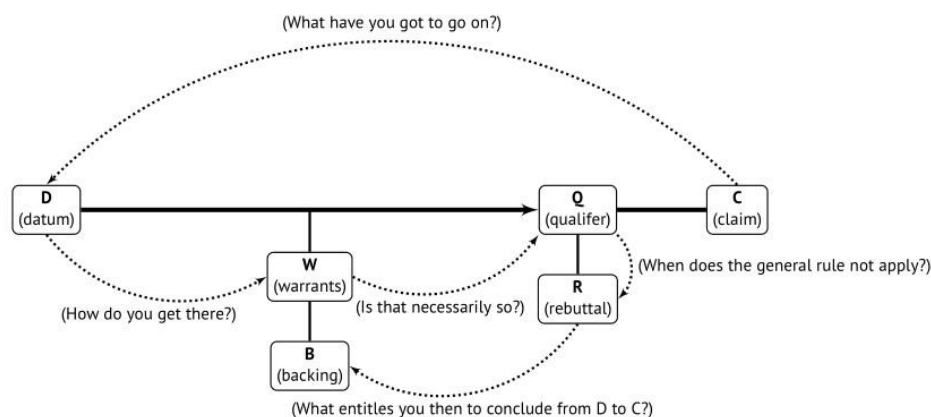 (What have you got to go on?)
D
(datum)
Q
(qualifer)
C
(claim)
W
(warrants)
(When does the general rule not apply?)
R
(rebuttal)
(How do you get there?)
(Is that necessarily so?)
B
(backing)
(What entitles you then to conclude from D to C?)